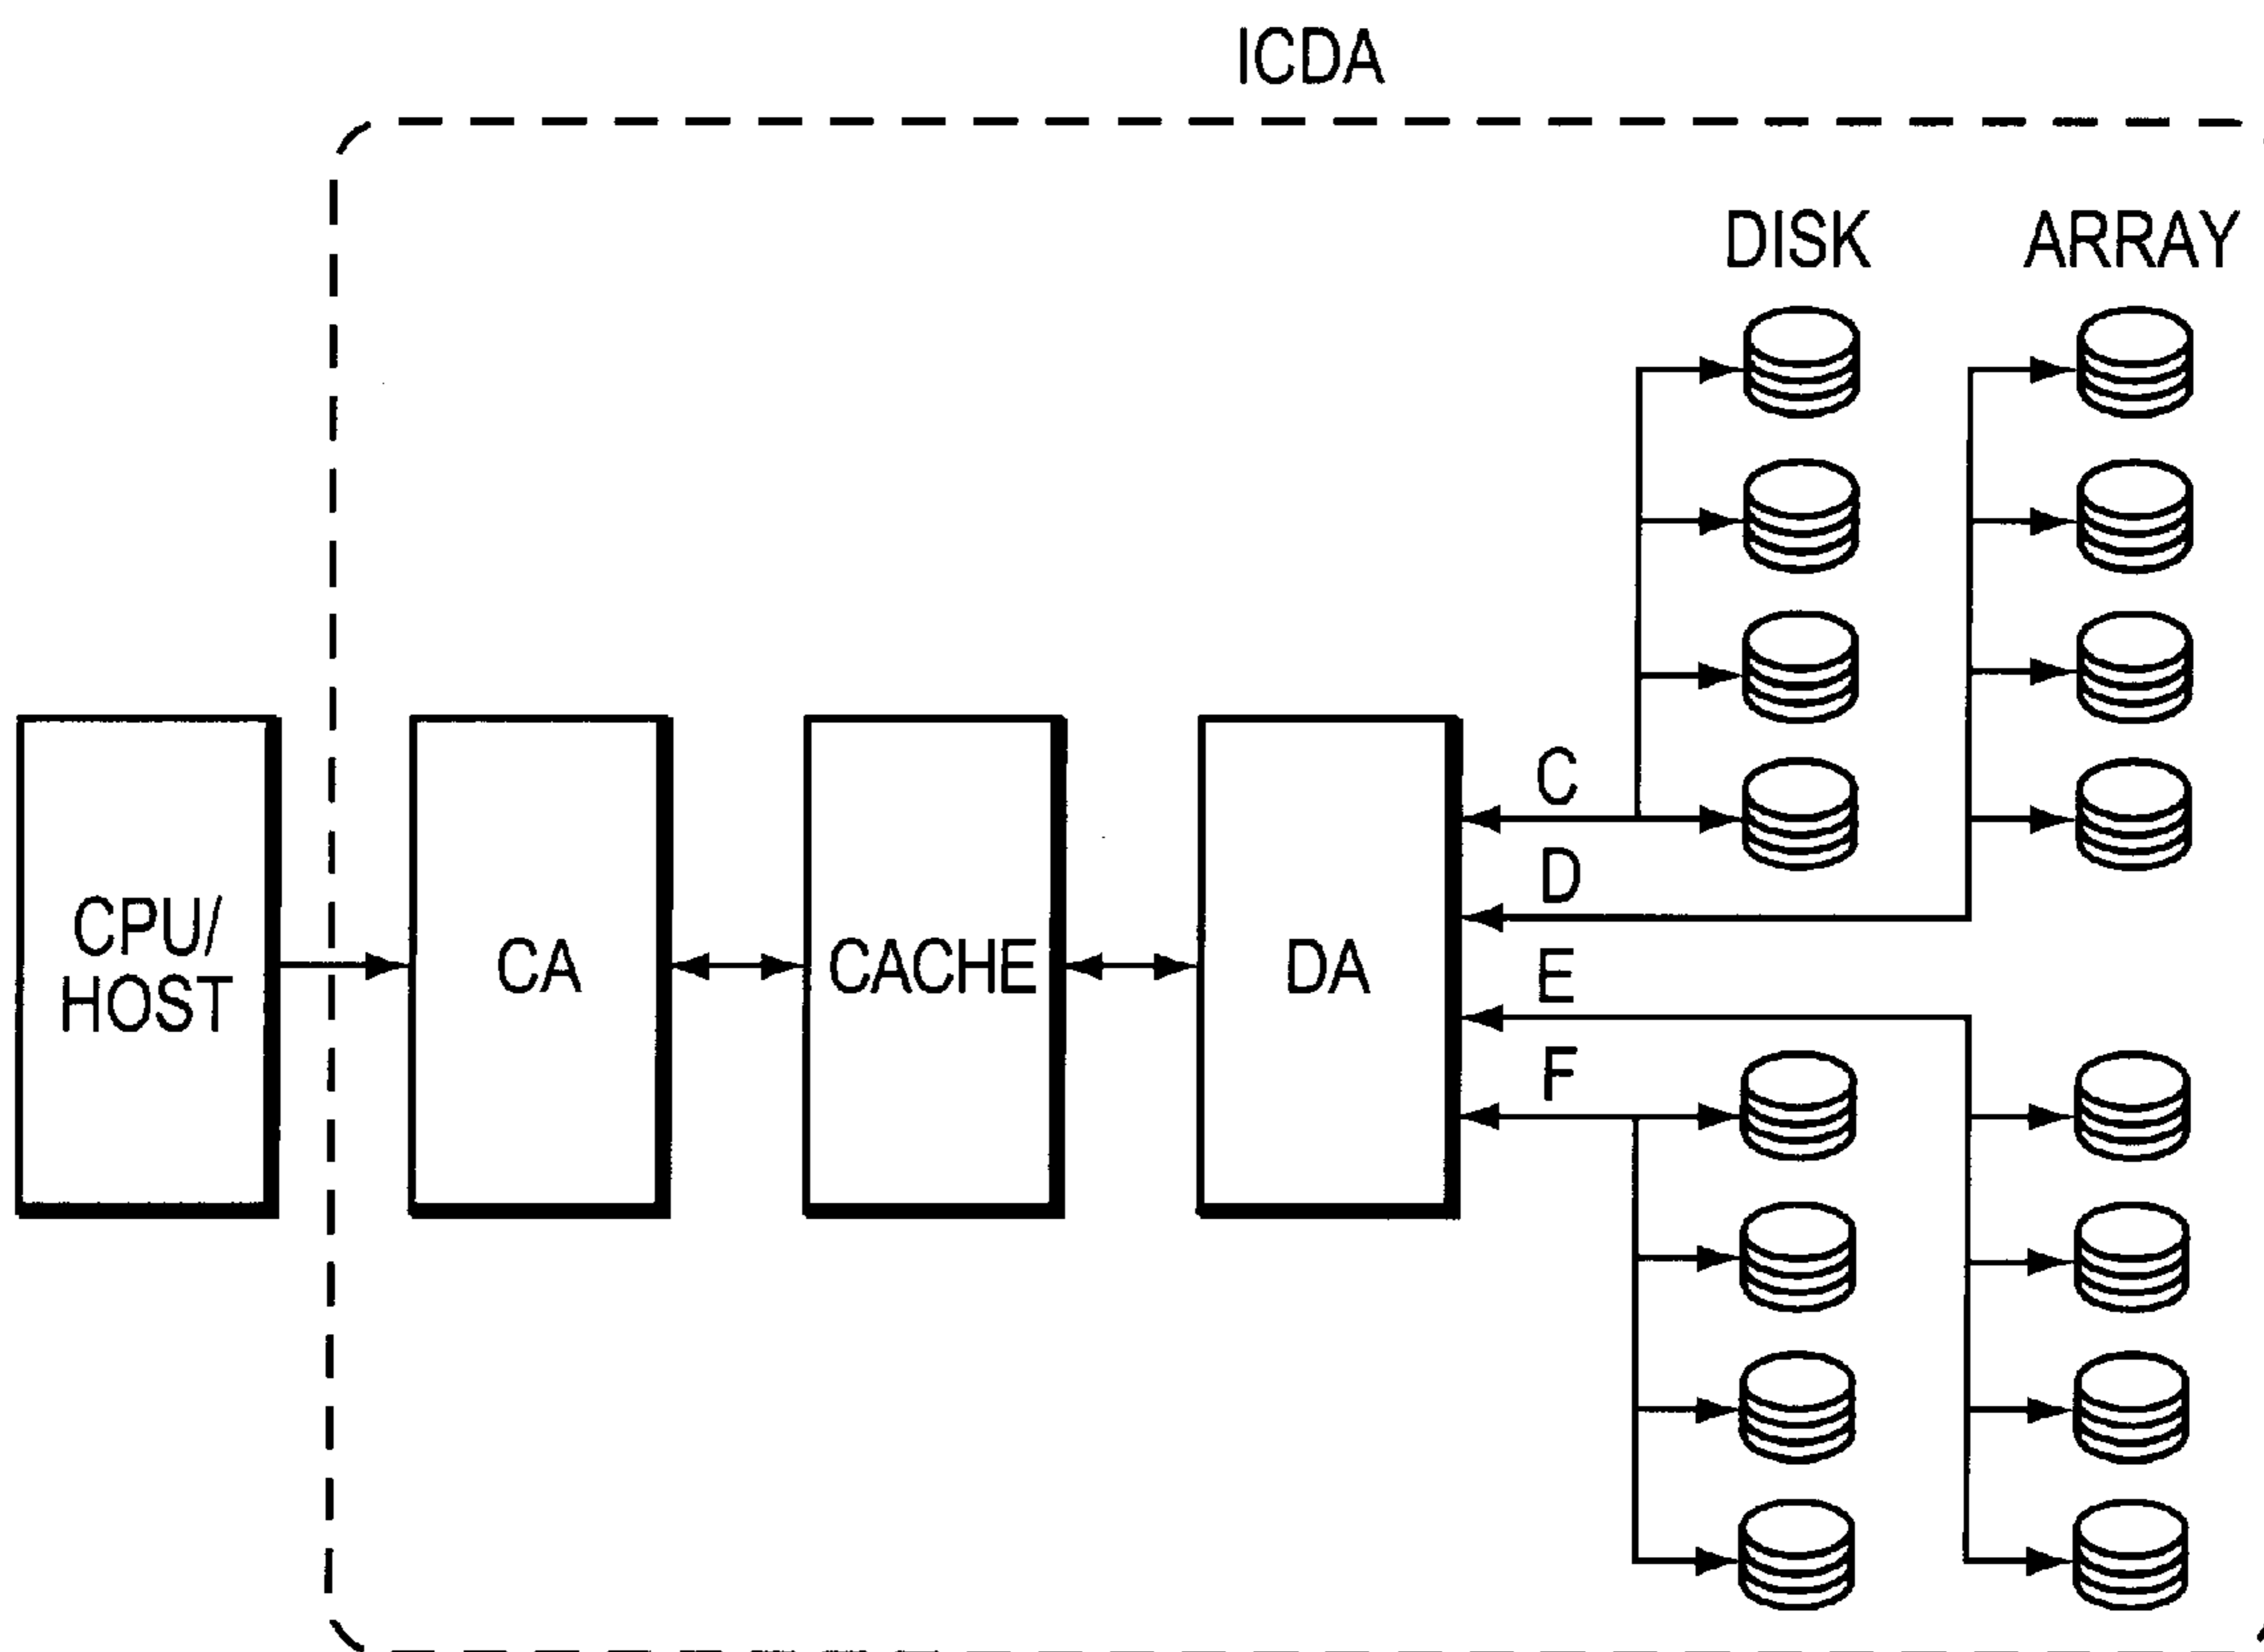 ICDA
DISK ARRAY
CPU/
HOST
CA
CACHE
DA
C
D
E
F